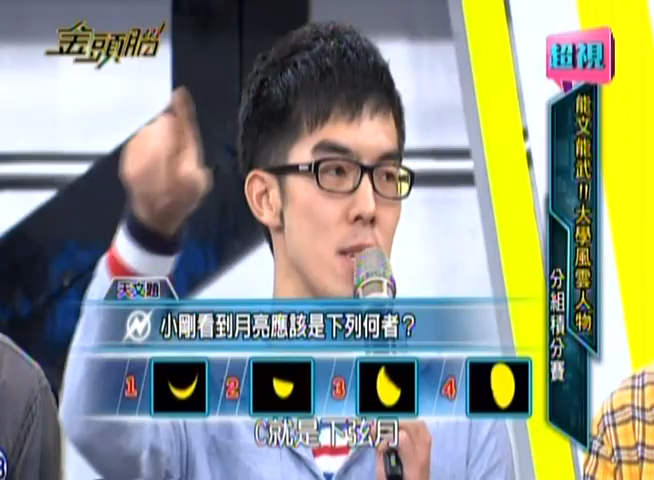 金頭腦
超視
能文能武!!大學風雲人物
分組積分賽
天文題
小剛看到月亮應該是下列何者？
1 2 3 4
C就是下弦月